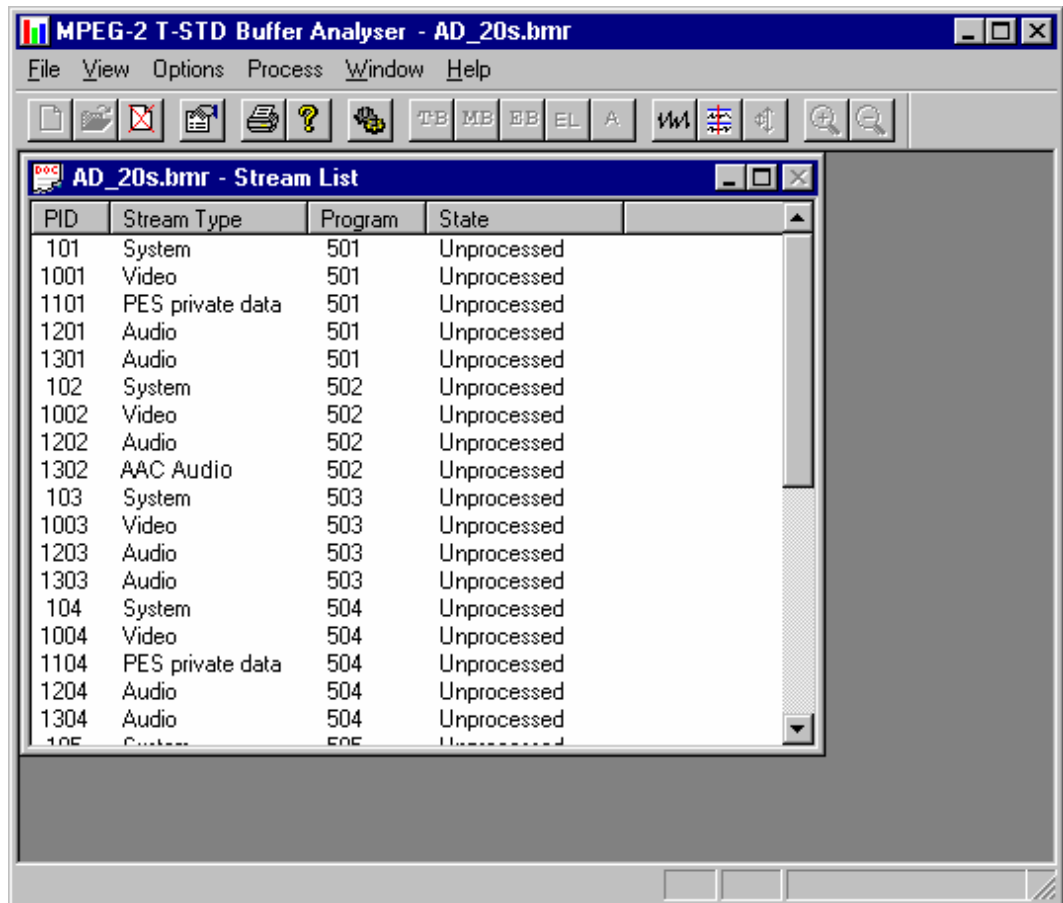 MPEG-2 T-STD Buffer Analyser - AD_20s.bmr
File View Options Process Window Help
TB MB EB EL A
DOC AD_20s.bmr - Stream List
PID Stream Type Program State
101 System 501 Unprocessed
1001 Video 501 Unprocessed
1101 PES private data 501 Unprocessed
1201 Audio 501 Unprocessed
1301 Audio 501 Unprocessed
102 System 502 Unprocessed
1002 Video 502 Unprocessed
1202 Audio 502 Unprocessed
1302 AAC Audio 502 Unprocessed
103 System 503 Unprocessed
1003 Video 503 Unprocessed
1203 Audio 503 Unprocessed
1303 Audio 503 Unprocessed
104 System 504 Unprocessed
1004 Video 504 Unprocessed
1104 PES private data 504 Unprocessed
1204 Audio 504 Unprocessed
1304 Audio 504 Unprocessed
105 System 505 Unprocessed